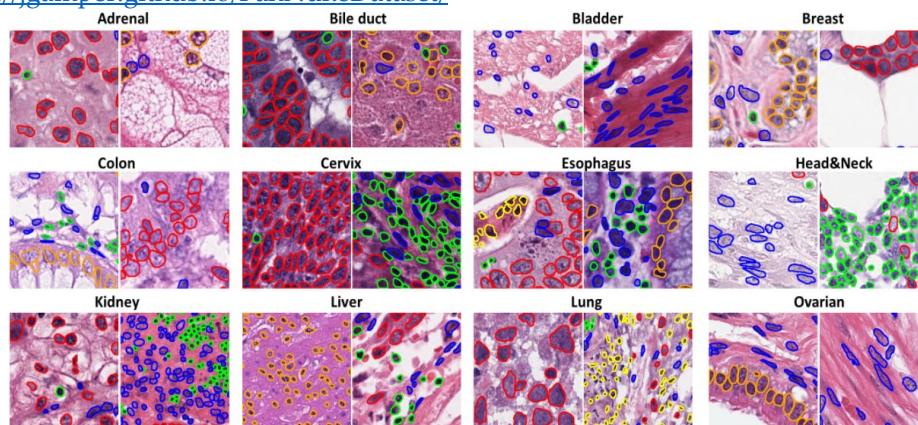 Adrenal Bile duct Bladder Breast
Colon Cervix Esophagus Head&Neck
Kidney Liver Lung Ovarian